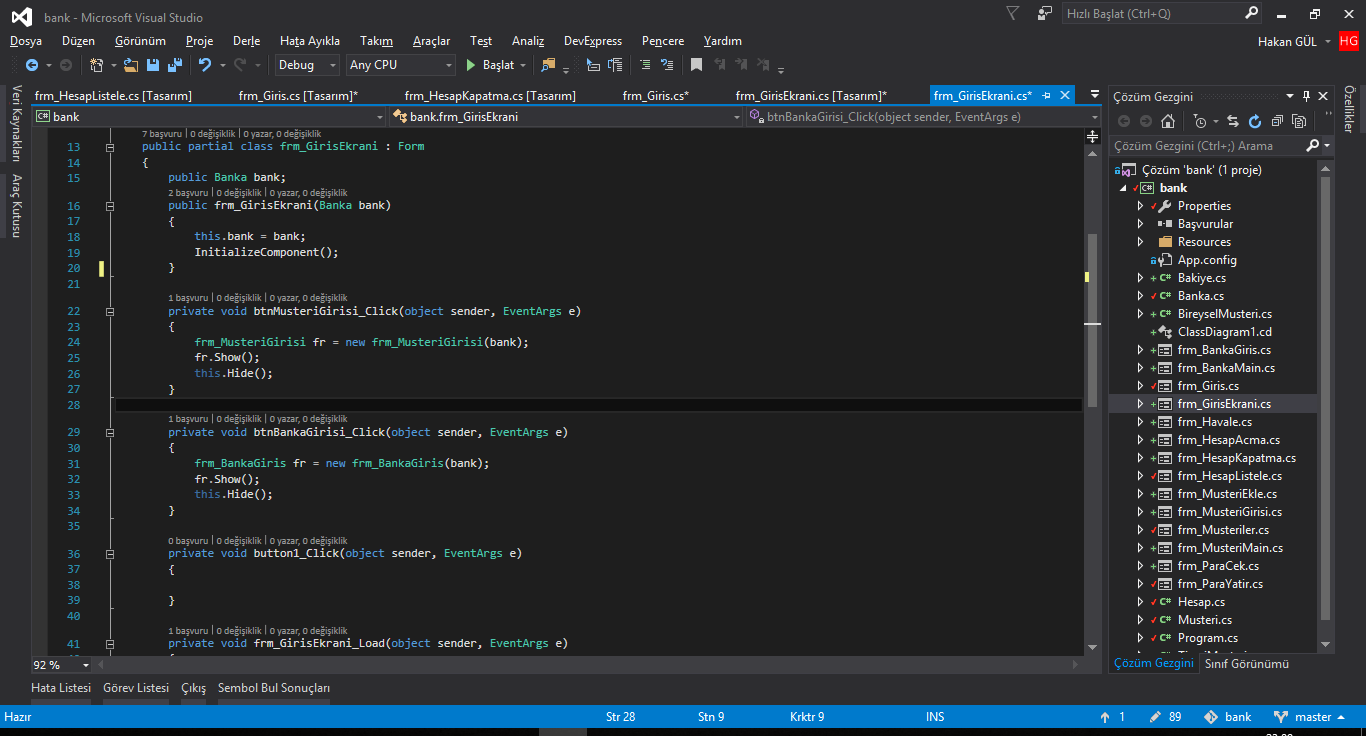 bank - Microsoft Visual Studio
Hızlı Başlat (Ctrl+Q)
Dosya Düzen Görünüm Proje Derle Hata Ayıkla Takım Araçlar Test Analiz DevExpress Pencere Yardım
Hakan GÜL HG
Debug Any CPU Başlat
Veri Kaynakları
Araç Kutusu
frm_HesapListele.cs [Tasarım] frm_Giris.cs [Tasarım]* frm_HesapKapatma.cs [Tasarım] frm_Giris.cs* frm_GirisEkrani.cs [Tasarım]* frm_GirisEkrani.cs*
bank bank.frm_GirisEkrani btnBankaGirisi_Click(object sender, EventArgs e)
7 başvuru | 0 değişiklik | 0 yazar, 0 değişiklik
13 public partial class frm_GirisEkrani : Form
14 {
15 public Banka bank;
2 başvuru | 0 değişiklik | 0 yazar, 0 değişiklik
16 public frm_GirisEkrani(Banka bank)
17 {
18 this.bank = bank;
19 InitializeComponent();
20 }
21
1 başvuru | 0 değişiklik | 0 yazar, 0 değişiklik
22 private void btnMusteriGirisi_Click(object sender, EventArgs e)
23 {
24 frm_MusteriGirisi fr = new frm_MusteriGirisi(bank);
25 fr.Show();
26 this.Hide();
27 }
28
1 başvuru | 0 değişiklik | 0 yazar, 0 değişiklik
29 private void btnBankaGirisi_Click(object sender, EventArgs e)
30 {
31 frm_BankaGiris fr = new frm_BankaGiris(bank);
33 fr.Show();
33 this.Hide();
34 }
35
0 başvuru | 0 değişiklik | 0 yazar, 0 değişiklik
36 private void button1_Click(object sender, EventArgs e)
37 {
38
39 }
40
1 başvuru | 0 değişiklik | 0 yazar, 0 değişiklik
41 private void frm_GirisEkrani_Load(object sender, EventArgs e)
92 %
Çözüm Gezgini
Çözüm Gezgini (Ctrl+;) Arama
Çözüm 'bank' (1 proje)
bank
Properties
Başvurular
Resources
App.config
Bakiye.cs
Banka.cs
BireyselMusteri.cs
ClassDiagram1.cd
frm_BankaGiris.cs
frm_BankaMain.cs
frm_Giris.cs
frm_GirisEkrani.cs
frm_Havale.cs
frm_HesapAcma.cs
frm_HesapKapatma.cs
frm_HesapListele.cs
frm_MusteriEkle.cs
frm_MusteriGirisi.cs
frm_Musteriler.cs
frm_MusteriMain.cs
frm_ParaCek.cs
frm_ParaYatir.cs
Hesap.cs
Musteri.cs
Program.cs
Çözüm Gezgini Sınıf Görünümü
Özellikler
Hata Listesi Görev Listesi Çıkış Sembol Bul Sonuçları
Hazır Str 28 Stn 9 Krktr 9 INS 1 89 bank master